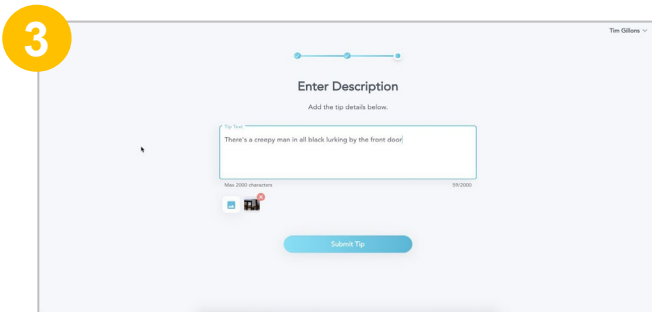 3
Tim Gillons
Enter Description
Add the tip details below.
Tip Text
There's a creepy man in all black lurking by the front door
Max 2000 characters
59/2000
Submit Tip